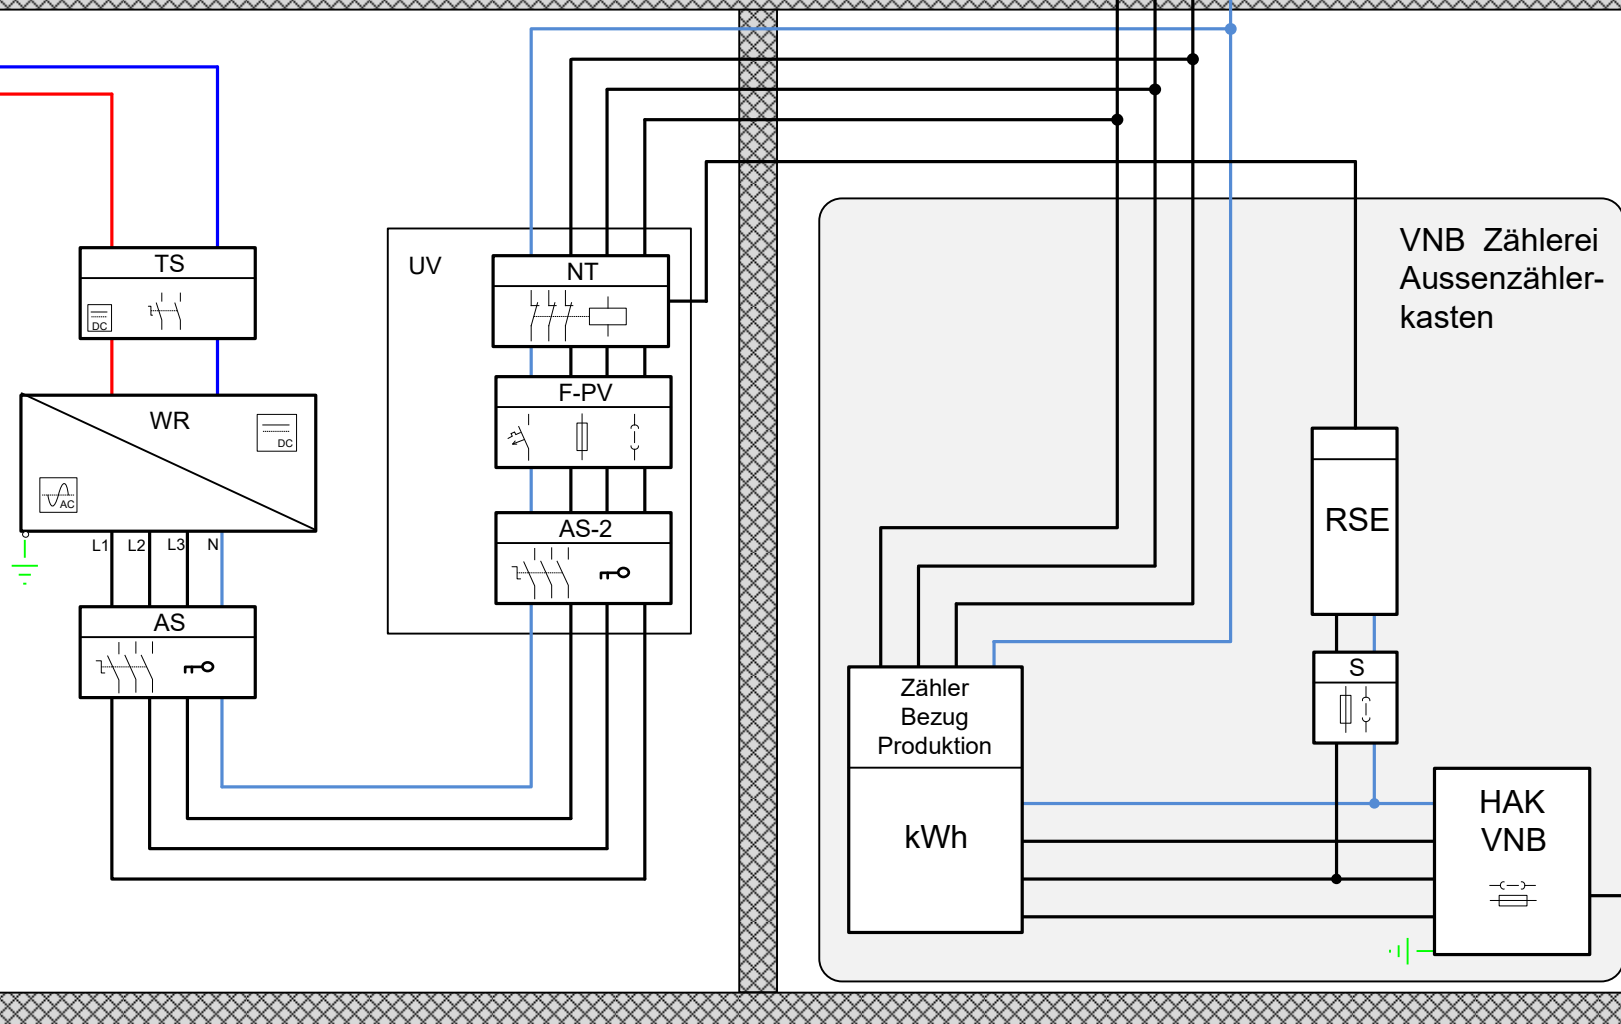 UV
NT
VNB Zählerei
Aussenzähler-
kasten
TS
DC
F-PV
WR
DC
AC
AS-2
RSE
L1 L2 L3 N
AS
S
Zähler
Bezug
Produktion
kWh
HAK
VNB